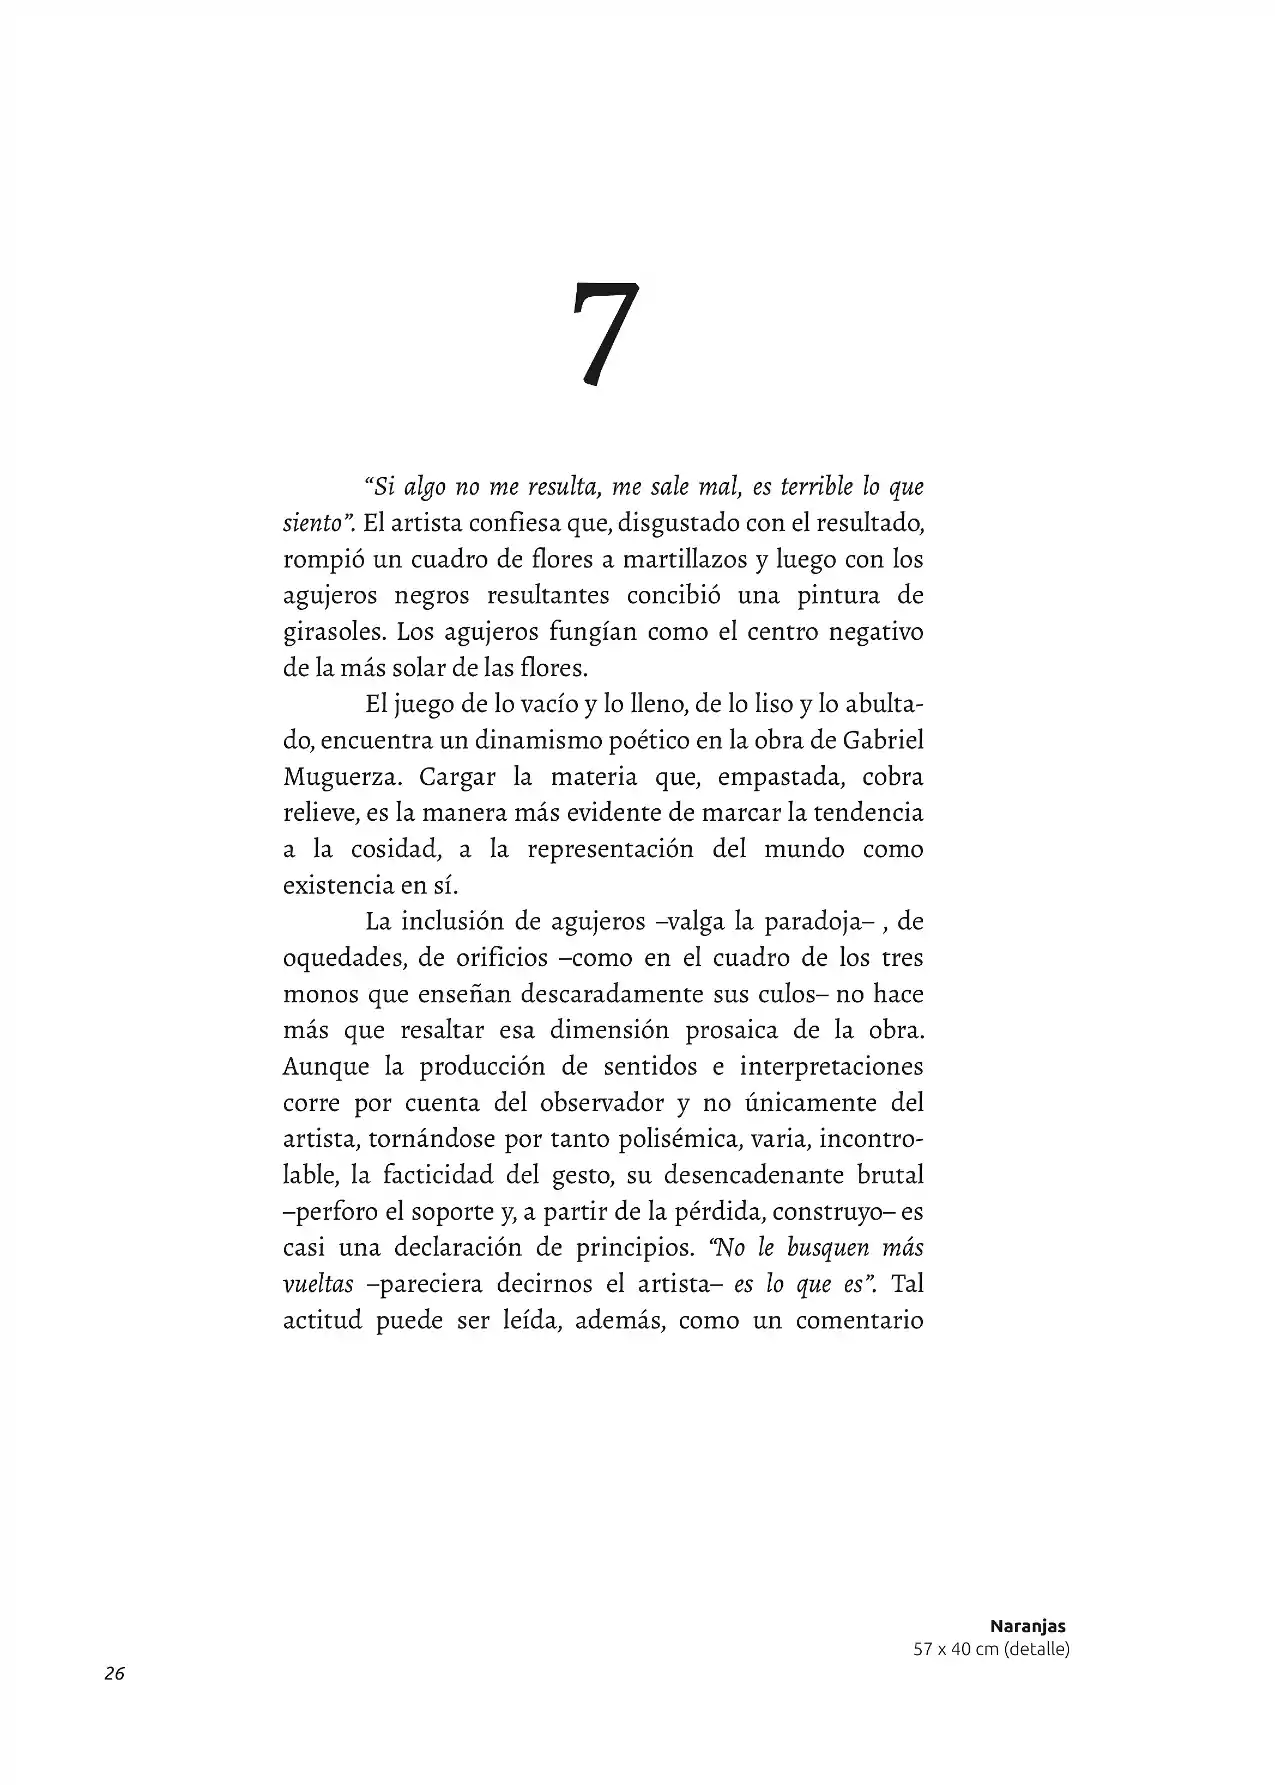 7
“Si algo no me resulta, me sale mal, es terrible lo que
siento”. El artista confiesa que, disgustado con el resultado,
rompió un cuadro de flores a martillazos y luego con los
agujeros negros resultantes concibió una pintura de
girasoles. Los agujeros fungían como el centro negativo
de la más solar de las flores.
El juego de lo vacío y lo lleno, de lo liso y lo abulta-
do, encuentra un dinamismo poético en la obra de Gabriel
Muguerza. Cargar la materia que, empastada, cobra
relieve, es la manera más evidente de marcar la tendencia
a la cosidad, a la representación del mundo como
existencia en sí.
La inclusión de agujeros –valga la paradoja– , de
oquedades, de orificios –como en el cuadro de los tres
monos que enseñan descaradamente sus culos– no hace
más que resaltar esa dimensión prosaica de la obra.
Aunque la producción de sentidos e interpretaciones
corre por cuenta del observador y no únicamente del
artista, tornándose por tanto polisémica, varia, incontro-
lable, la facticidad del gesto, su desencadenante brutal
–perforo el soporte y, a partir de la pérdida, construyo– es
casi una declaración de principios. “No le busquen más
vueltas –pareciera decirnos el artista– es lo que es”. Tal
actitud puede ser leída, además, como un comentario
Naranjas
57 x 40 cm (detalle)
26